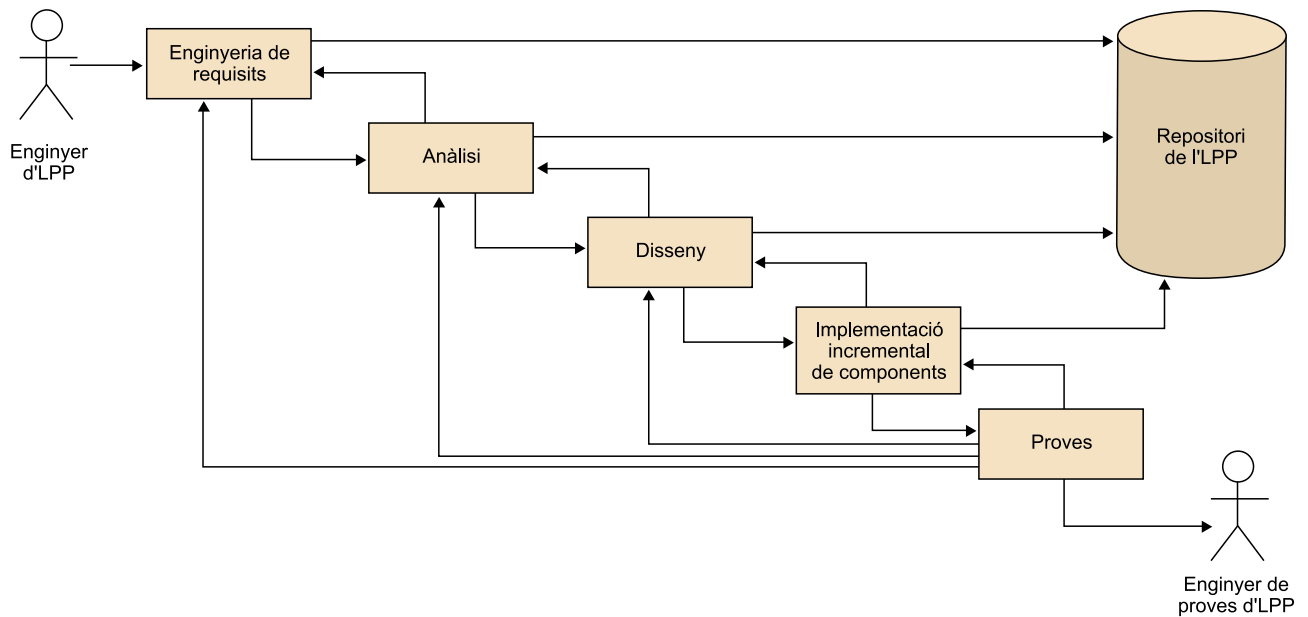 Enginyer
d'LPP
Enginyeria de
requisits
Anàlisi
Disseny
Implementació
incremental
de components
Proves
Repositori
de l'LPP
Enginyer de
proves d'LPP